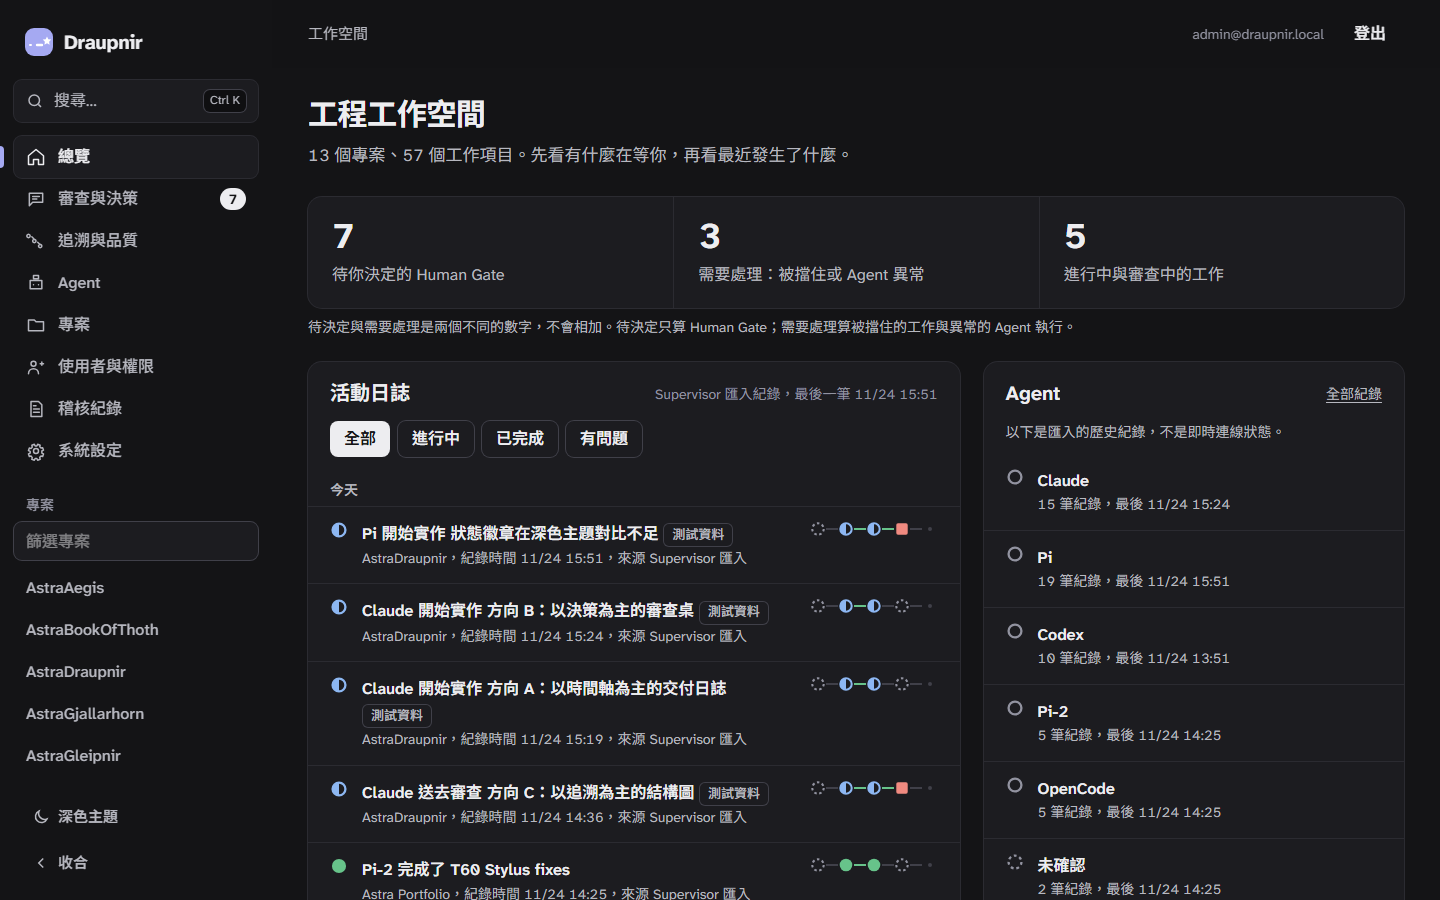 Draupnir
搜尋...
Ctrl K
總覽
審查與決策
7
追溯與品質
Agent
專案
使用者與權限
稽核紀錄
系統設定
專案
篩選專案
AstraAegis
AstraBookOfThoth
AstraDraupnir
AstraGjallarhorn
AstraGleipnir
深色主題
收合
工作空間
admin@draupnir.local
登出
工程工作空間
13 個專案、57 個工作項目。先看有什麼在等你，再看最近發生了什麼。
7
待你決定的 Human Gate
3
需要處理：被擋住或 Agent 異常
5
進行中與審查中的工作
待決定與需要處理是兩個不同的數字，不會相加。待決定只算 Human Gate；需要處理算被擋住的工作與異常的 Agent 執行。
活動日誌
Supervisor 匯入紀錄，最後一筆 11/24 15:51
全部
進行中
已完成
有問題
今天
Pi 開始實作 狀態徽章在深色主題對比不足 測試資料
AstraDraupnir，紀錄時間 11/24 15:51，來源 Supervisor 匯入
Claude 開始實作 方向 B：以決策為主的審查桌 測試資料
AstraDraupnir，紀錄時間 11/24 15:24，來源 Supervisor 匯入
Claude 開始實作 方向 A：以時間軸為主的交付日誌
測試資料
AstraDraupnir，紀錄時間 11/24 15:19，來源 Supervisor 匯入
Claude 送去審查 方向 C：以追溯為主的結構圖 測試資料
AstraDraupnir，紀錄時間 11/24 14:36，來源 Supervisor 匯入
Pi-2 完成了 T60 Stylus fixes
Astra Portfolio，紀錄時間 11/24 14:25，來源 Supervisor 匯入
Agent
全部紀錄
以下是匯入的歷史紀錄，不是即時連線狀態。
Claude
15 筆紀錄，最後 11/24 15:24
Pi
19 筆紀錄，最後 11/24 15:51
Codex
10 筆紀錄，最後 11/24 13:51
Pi-2
5 筆紀錄，最後 11/24 14:25
OpenCode
5 筆紀錄，最後 11/24 14:25
未確認
2 筆紀錄，最後 11/24 14:25